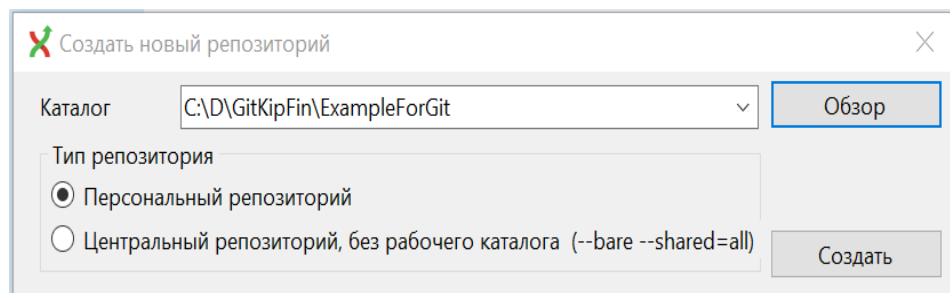 Создать новый репозиторий
Каталог C:\D\GitKipFin\ExampleForGit Обзор
Тип репозитория
Персональный репозиторий
Центральный репозиторий, без рабочего каталога (--bare --shared=all)
Создать